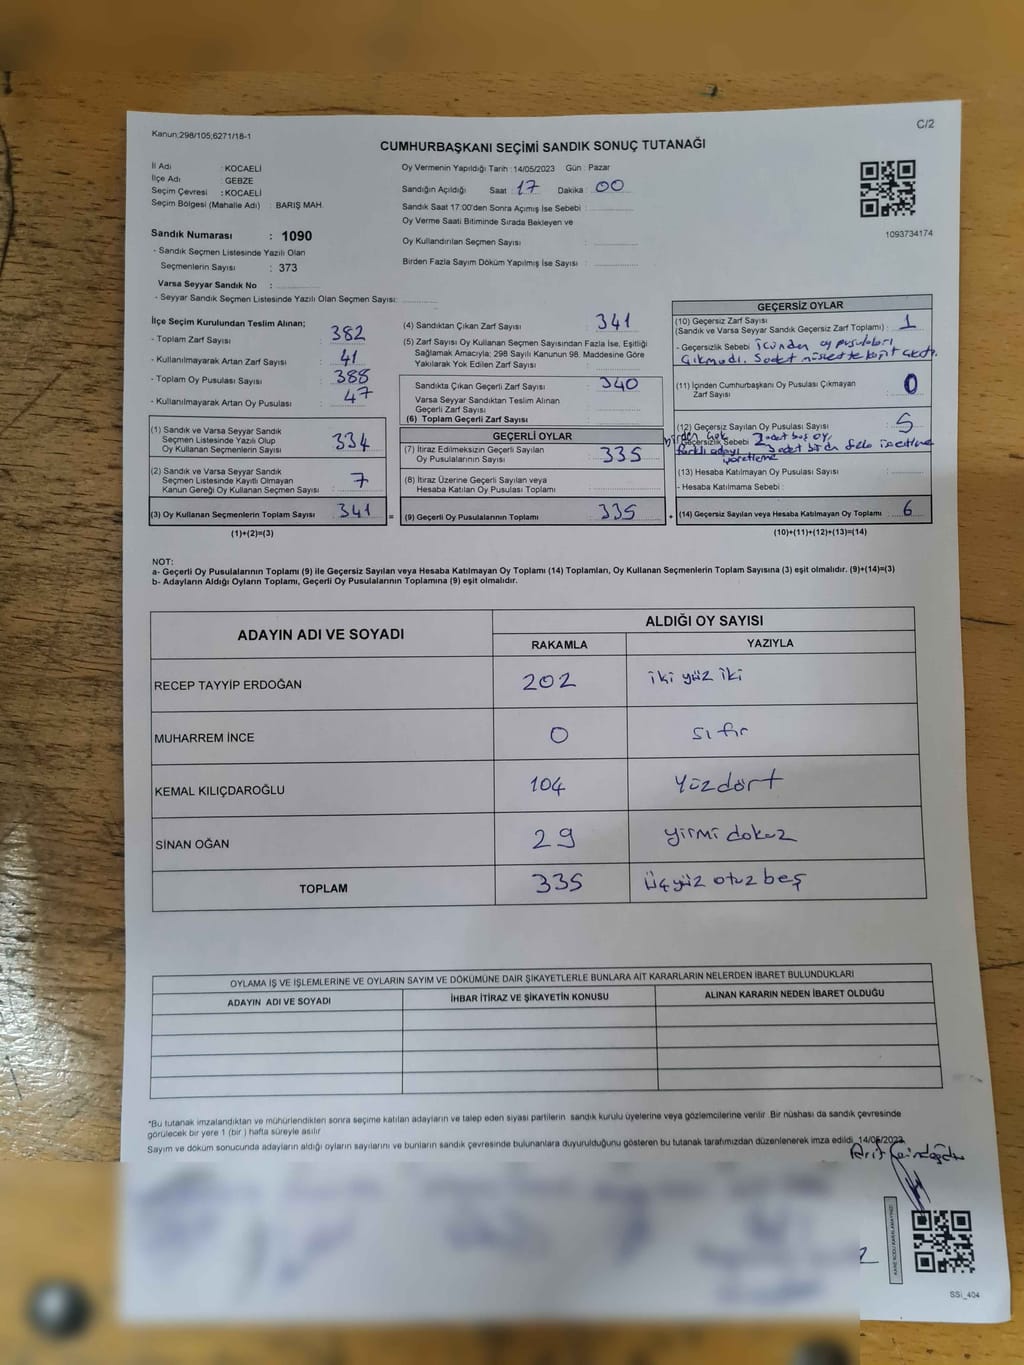 Kanun;298/105;6271/18-1
C/2
CUMHURBAŞKANI SEÇİMİ SANDIK SONUÇ TUTANAĞI
İl Adı : KOCAELİ
İlçe Adı : GEBZE
Seçim Çevresi : KOCAELİ
Seçim Bölgesi (Mahalle Adı) : BARIŞ MAH.
Oy Vermenin Yapıldığı Tarih :14/05/2023 Gün : Pazar
Sandığın Açıldığı Saat : 17 Dakika : 00
Sandık Saat 17:00'den Sonra Açımış İse Sebebi :
Oy Verme Saati Bitiminde Sırada Bekleyen ve
Oy Kullandırılan Seçmen Sayısı :
Birden Fazla Sayım Döküm Yapılmış İse Sayısı :
1093734174
Sandık Numarası : 1090
- Sandık Seçmen Listesinde Yazılı Olan
Seçmenlerin Sayısı : 373
Varsa Seyyar Sandık No :
- Seyyar Sandık Seçmen Listesinde Yazılı Olan Seçmen Sayısı:
İlçe Seçim Kurulundan Teslim Alınan;
- Toplam Zarf Sayısı : 382
- Kullanılmayarak Artan Zarf Sayısı : 41
- Toplam Oy Pusulası Sayısı : 388
- Kullanılmayarak Artan Oy Pusulası : 47
(1) Sandık ve Varsa Seyyar Sandık
Seçmen Listesinde Yazılı Olup
Oy Kullanan Seçmenlerin Sayısı : 334
(2) Sandık ve Varsa Seyyar Sandık
Seçmen Listesinde Kayıtlı Olmayan
Kanun Gereği Oy Kullanan Seçmen Sayısı : 7
(3) Oy Kullanan Seçmenlerin Toplam Sayısı : 341
(1)+(2)=(3)
(4) Sandıktan Çıkan Zarf Sayısı : 341
(5) Zarf Sayısı Oy Kullanan Seçmen Sayısından Fazla İse, Eşitliği
Sağlamak Amacıyla; 298 Sayılı Kanunun 98. Maddesine Göre
Yakılarak Yok Edilen Zarf Sayısı :
Sandıkta Çıkan Geçerli Zarf Sayısı : 340
Varsa Seyyar Sandıktan Teslim Alınan
Geçerli Zarf Sayısı :
(6) Toplam Geçerli Zarf Sayısı :
GEÇERLİ OYLAR
(7) İtiraz Edilmeksizin Geçerli Sayılan
Oy Pusulalarının Sayısı : 335
(8) İtiraz Üzerine Geçerli Sayılan veya
Hesaba Katılan Oy Pusulası Toplamı :
= (9) Geçerli Oy Pusulalarının Toplamı : 335
GEÇERSİZ OYLAR
(10) Geçersiz Zarf Sayısı
(Sandık ve Varsa Seyyar Sandık Geçersiz Zarf Toplamı) : 1
- Geçersizlik Sebebi içinden oy pusulaları
Çıkmadı.
(11) İçinden Cumhurbaşkanı Oy Pusulası Çıkmayan
Zarf Sayısı : 0
(12) Geçersiz Sayılan Oy Pusulası Sayısı : 5
- Geçersizlik Sebebi 2 adet boş oy,
(13) Hesaba Katılmayan Oy Pusulası Sayısı :
- Hesaba Katılmama Sebebi :
+ (14) Geçersiz Sayılan veya Hesaba Katılmayan Oy Toplamı : 6
(10)+(11)+(12)+(13)=(14)
NOT:
a- Geçerli Oy Pusulalarının Toplamı (9) ile Geçersiz Sayılan veya Hesaba Katılmayan Oy Toplamı (14) Toplamları, Oy Kullanan Seçmenlerin Toplam Sayısına (3) eşit olmalıdır. (9)+(14)=(3)
b- Adayların Aldığı Oyların Toplamı, Geçerli Oy Pusulalarının Toplamına (9) eşit olmalıdır.
ADAYIN ADI VE SOYADI
ALDIĞI OY SAYISI
RAKAMLA YAZIYLA
RECEP TAYYİP ERDOĞAN 202 iki yüz iki
MUHARREM İNCE 0 sıfır
KEMAL KILIÇDAROĞLU 104 Yüzdört
SİNAN OĞAN 29 yirmi dokuz
TOPLAM 335 üçyüz otuz beş
OYLAMA İŞ VE İŞLEMLERİNE VE OYLARIN SAYIM VE DÖKÜMÜNE DAİR ŞİKAYETLERLE BUNLARA AİT KARARLARIN NELERDEN İBARET BULUNDUKLARI
ADAYIN ADI VE SOYADI İHBAR İTİRAZ VE ŞİKAYETİN KONUSU ALINAN KARARIN NEDEN İBARET OLDUĞU
*Bu tutanak imzalandıktan ve mühürlendikten sonra seçime katılan adayların ve talep eden siyasi partilerin sandık kurulu üyelerine veya gözlemcilerine verilir. Bir nüshası da sandık çevresinde
görülecek bir yere 1 (bir ) hafta süreyle asılır
Sayım ve döküm sonucunda adayların aldığı oyların sayılarını ve bunların sandık çevresinde bulunanlara duyurulduğunu gösteren bu tutanak tarafımızdan düzenlenerek imza edildi. 14/05/2023
Arif
SSi_404